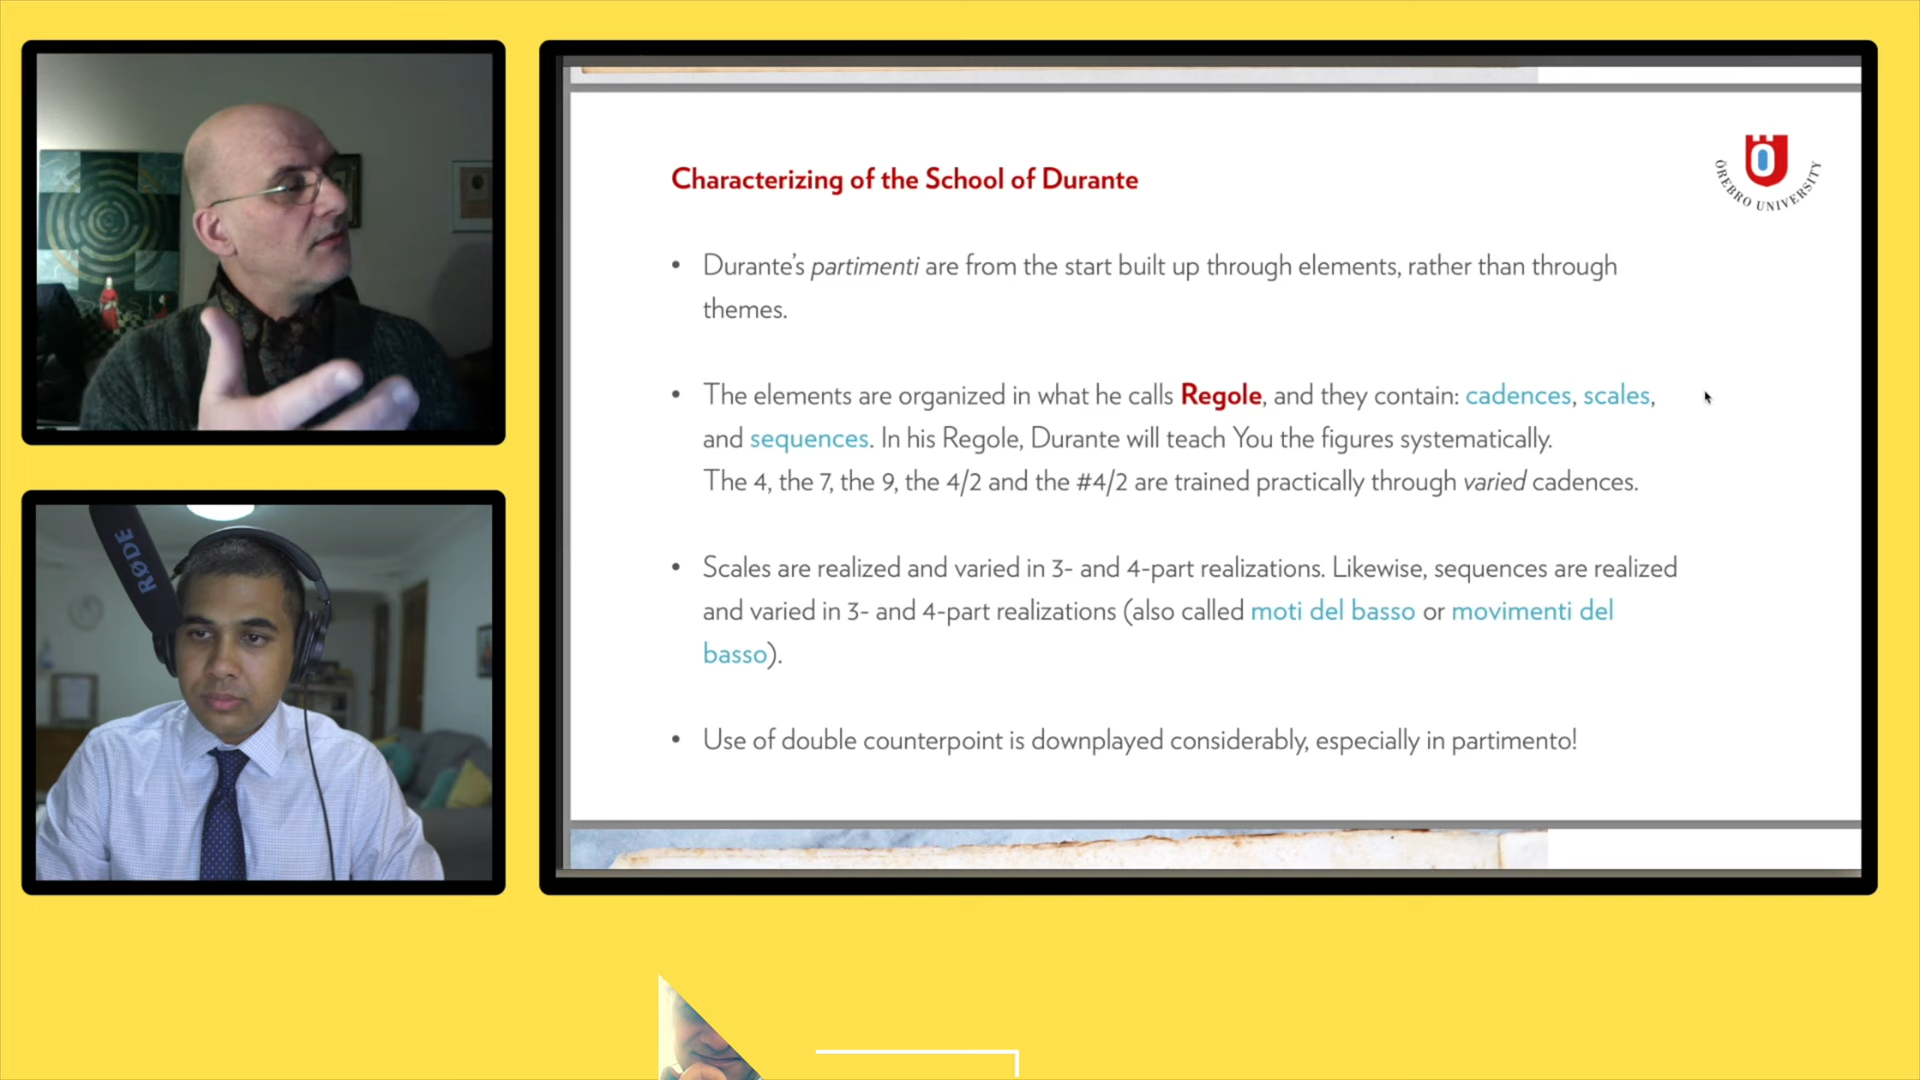 Characterizing of the School of Durante
ÖREBRO UNIVERSITY
• Durante's partimenti are from the start built up through elements, rather than through
themes.
• The elements are organized in what he calls Regole, and they contain: cadences, scales,
and sequences. In his Regole, Durante will teach You the figures systematically.
The 4, the 7, the 9, the 4/2 and the #4/2 are trained practically through varied cadences.
• Scales are realized and varied in 3- and 4-part realizations. Likewise, sequences are realized
and varied in 3- and 4-part realizations (also called moti del basso or movimenti del
basso).
• Use of double counterpoint is downplayed considerably, especially in partimento!
RØDE